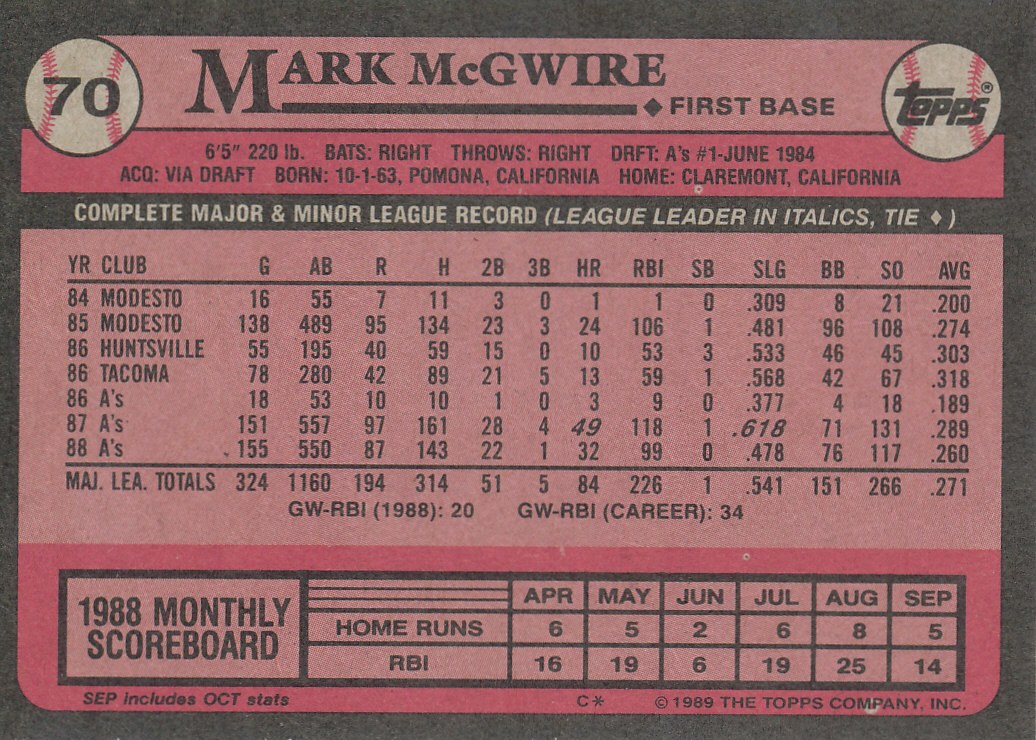 70
MARK McGWIRE
FIRST BASE
TOPPS®
6'5" 220 lb. BATS: RIGHT THROWS: RIGHT DRFT: A's #1-JUNE 1984
ACQ: VIA DRAFT BORN: 10-1-63, POMONA, CALIFORNIA HOME: CLAREMONT, CALIFORNIA
COMPLETE MAJOR & MINOR LEAGUE RECORD (LEAGUE LEADER IN ITALICS, TIE ♦)
YR CLUB G AB R H 2B 3B HR RBI SB SLG BB SO AVG
84 MODESTO 16 55 7 11 3 0 1 1 0 .309 8 21 .200
85 MODESTO 138 489 95 134 23 3 24 106 1 .481 96 108 .274
86 HUNTSVILLE 55 195 40 59 15 0 10 53 3 .533 46 45 .303
86 TACOMA 78 280 42 89 21 5 13 59 1 .568 42 67 .318
86 A's 18 53 10 10 1 0 3 9 0 .377 4 18 .189
87 A's 151 557 97 161 28 4 49 118 1 .618 71 131 .289
88 A's 155 550 87 143 22 1 32 99 0 .478 76 117 .260
MAJ. LEA. TOTALS 324 1160 194 314 51 5 84 226 1 .541 151 266 .271
GW-RBI (1988): 20 GW-RBI (CAREER): 34
1988 MONTHLY
SCOREBOARD
APR MAY JUN JUL AUG SEP
HOME RUNS 6 5 2 6 8 5
RBI 16 19 6 19 25 14
SEP includes OCT stats C* © 1989 THE TOPPS COMPANY, INC.